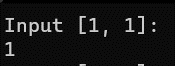 Input [1, 1]:
1